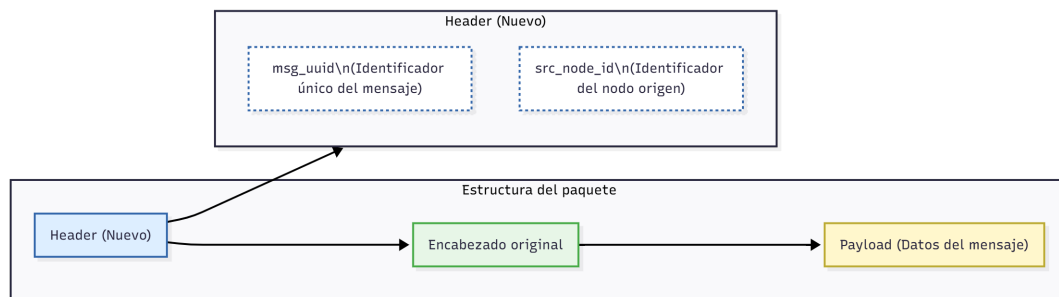 Header (Nuevo)
msg_uuid\n(Identificador
único del mensaje)
src_node_id\n(Identificador
del nodo origen)
Estructura del paquete
Header (Nuevo)
Encabezado original
Payload (Datos del mensaje)